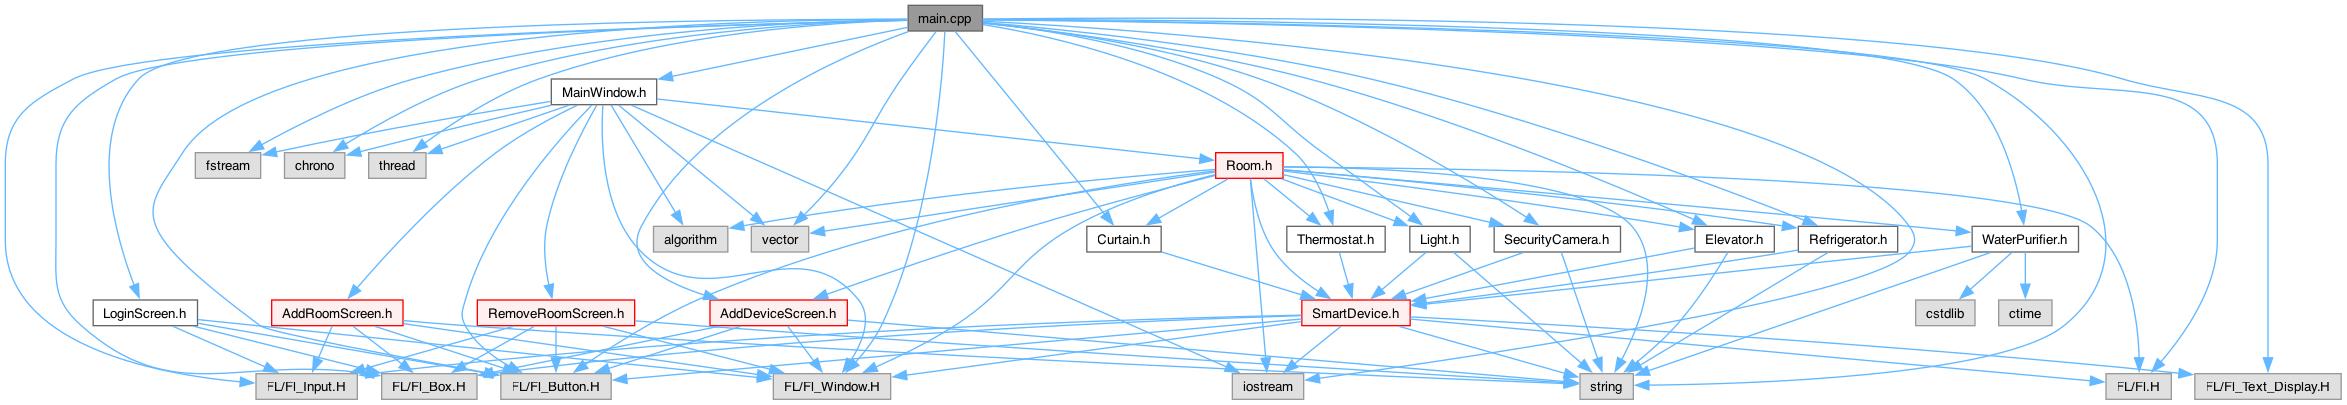 main.cpp
MainWindow.h
fstream
chrono
thread
Room.h
algorithm
vector
Curtain.h
Thermostat.h
Light.h
SecurityCamera.h
Elevator.h
Refrigerator.h
WaterPurifier.h
LoginScreen.h
AddRoomScreen.h
RemoveRoomScreen.h
AddDeviceScreen.h
SmartDevice.h
cstdlib
ctime
FL/Fl_Input.H
FL/Fl_Box.H
FL/Fl_Button.H
FL/Fl_Window.H
iostream
string
FL/Fl.H
FL/Fl_Text_Display.H